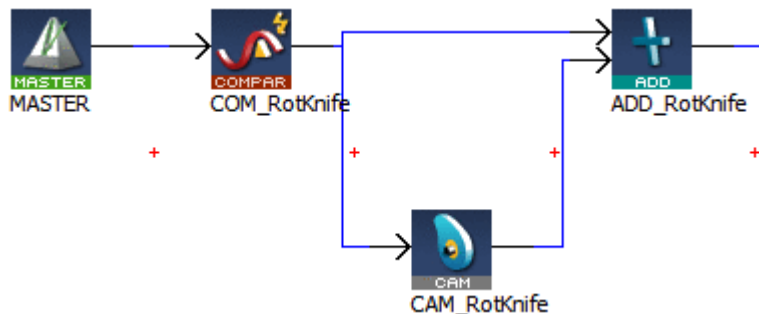 MASTER
MASTER
COMPAR
COM_RotKnife
ADD
ADD_RotKnife
CAM
CAM_RotKnife